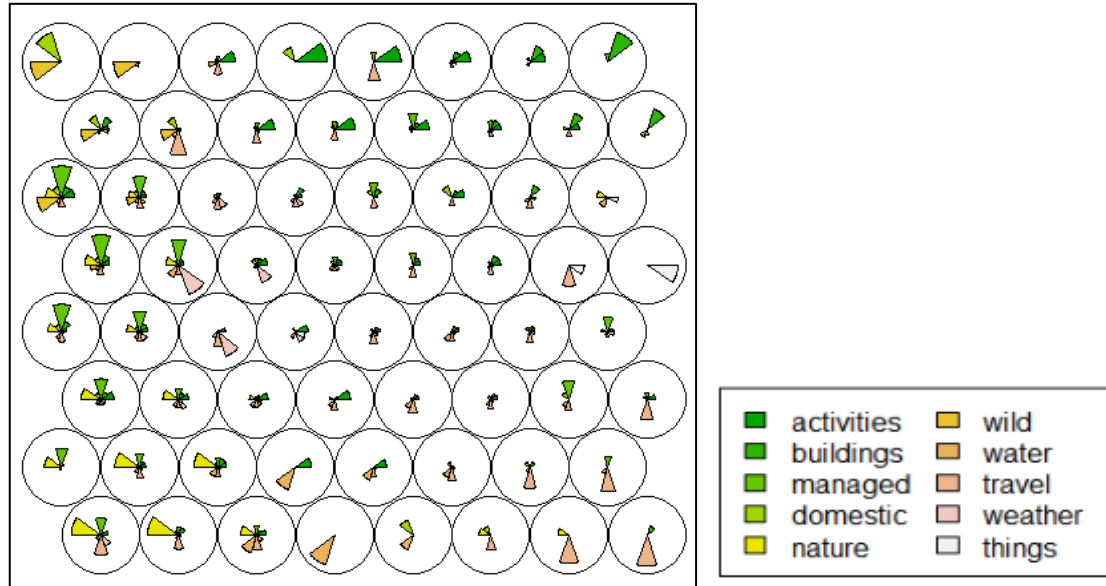 activities
buildings
managed
domestic
nature
wild
water
travel
weather
things